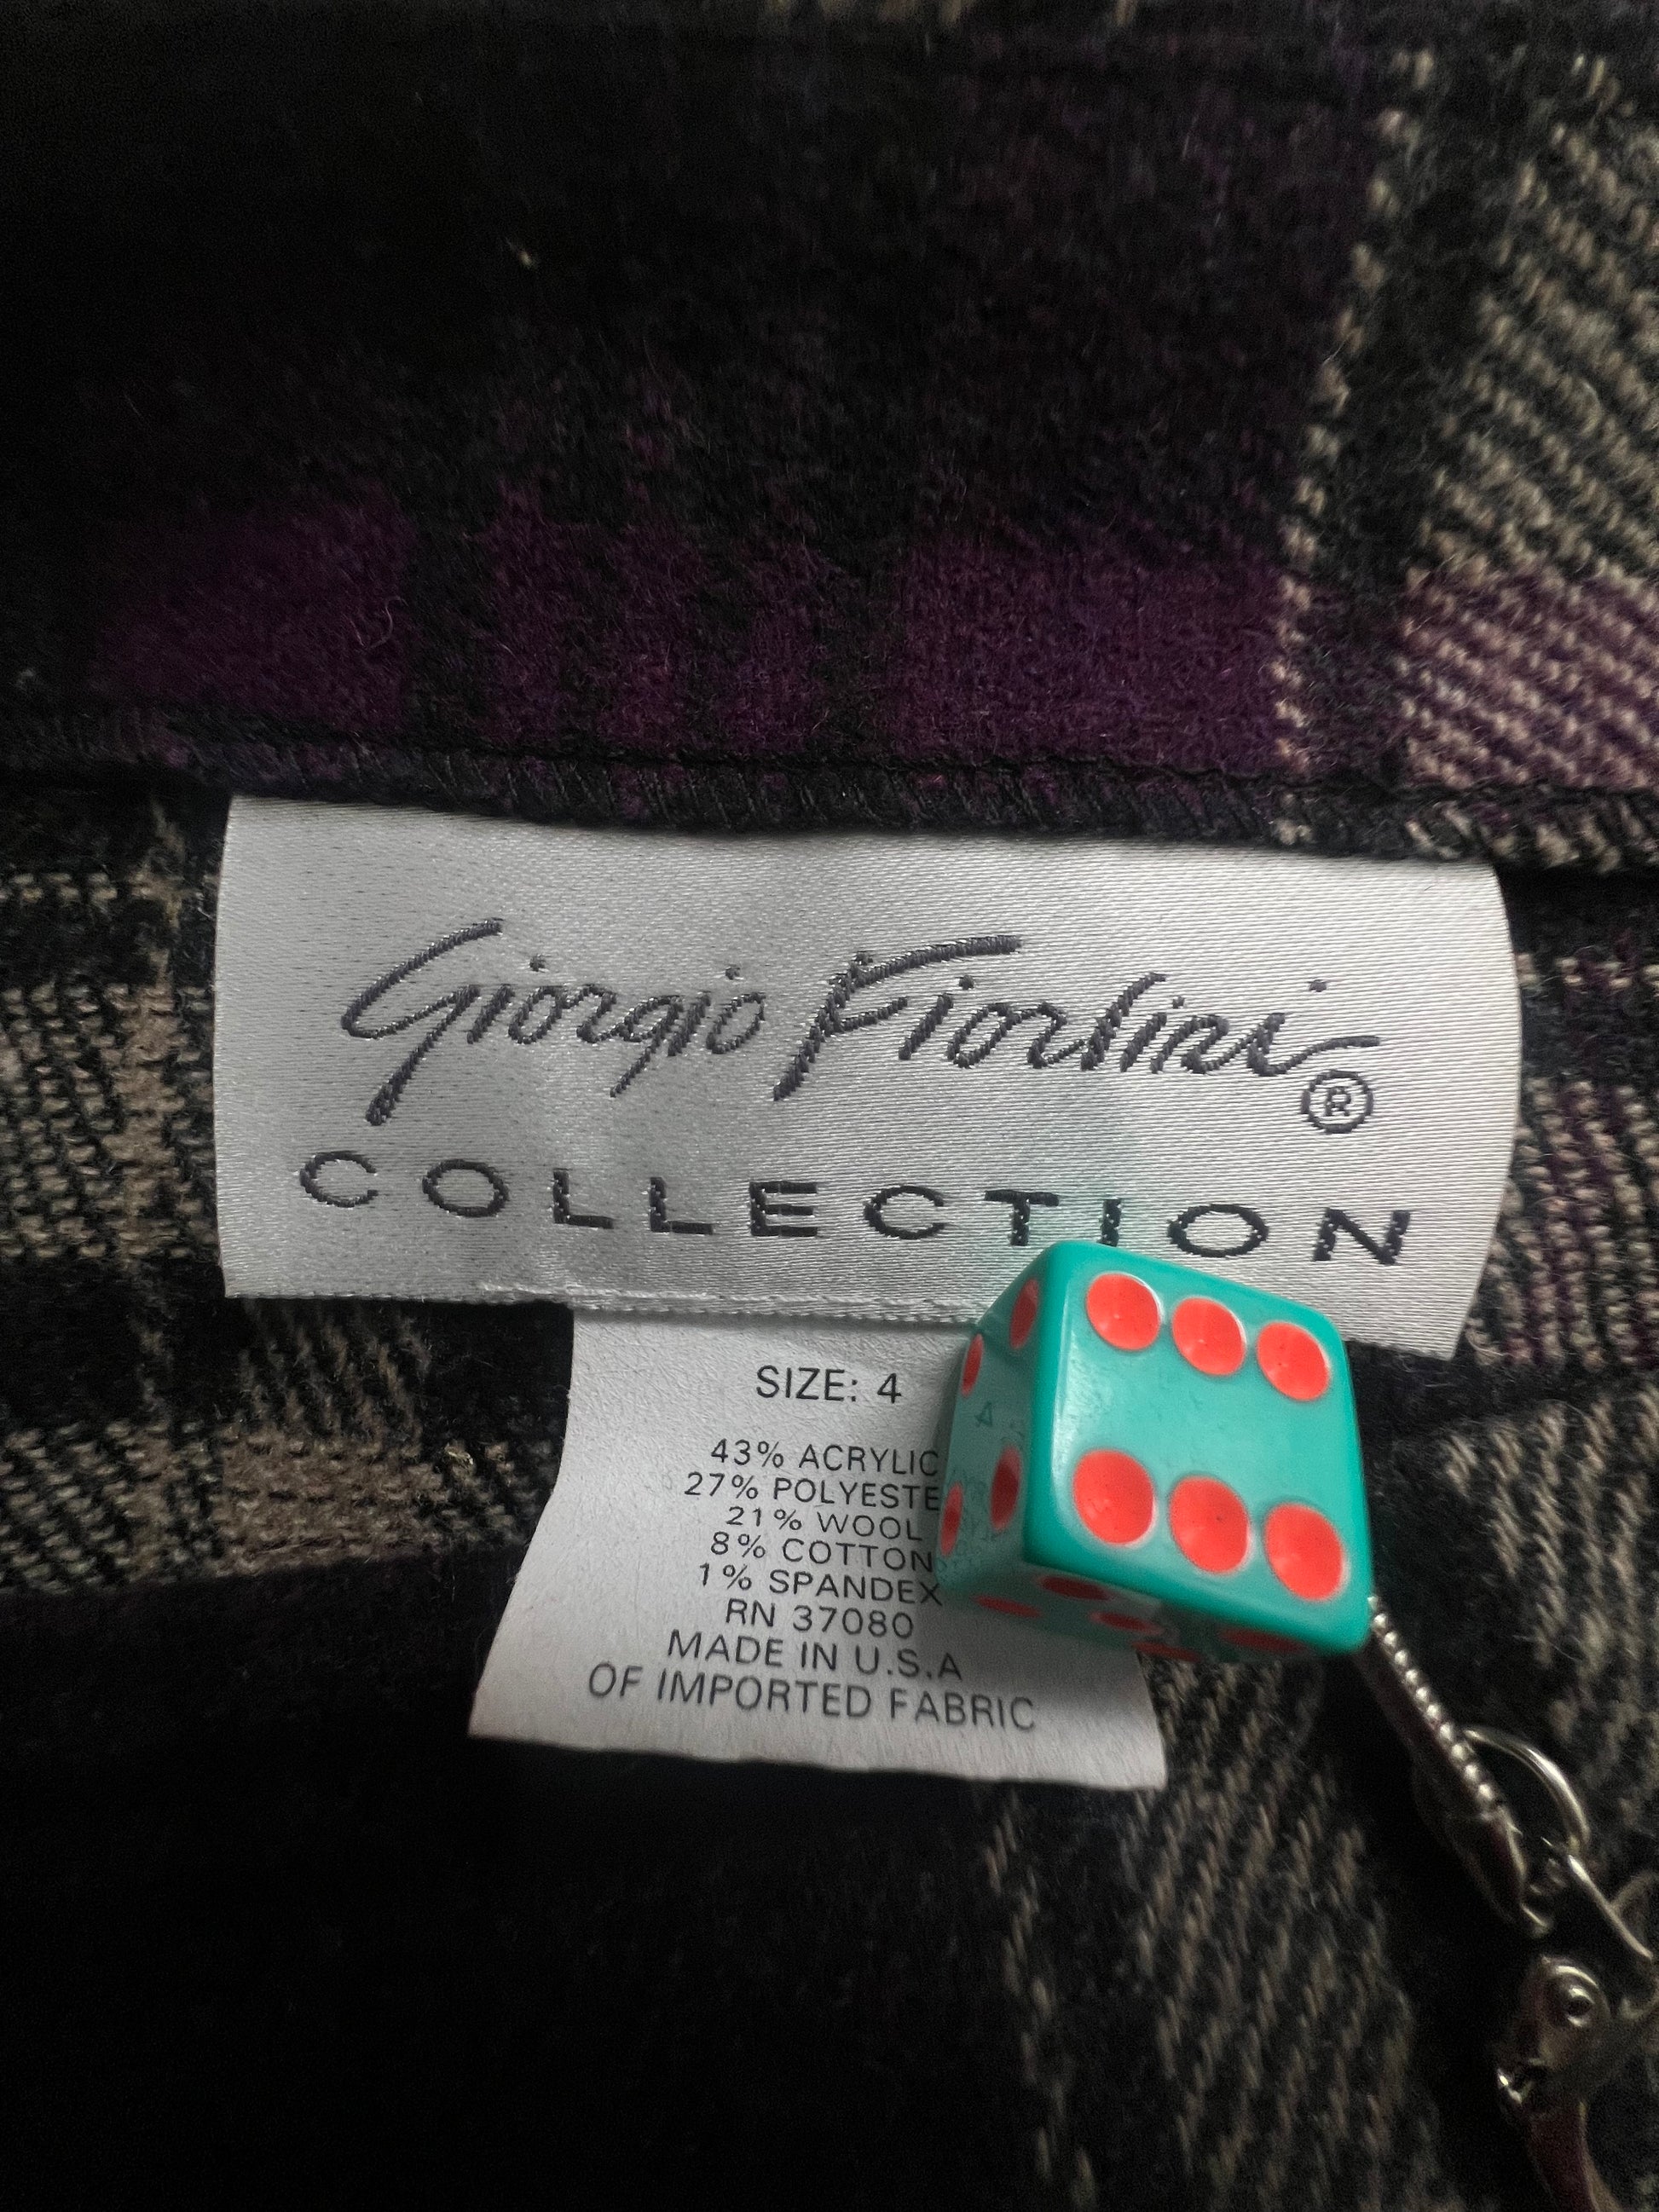 Giorgio Fiorlini ®
COLLECTION
SIZE: 4
43% ACRYLIC
27% POLYESTE
21% WOOL
8% COTTON
1% SPANDEX
RN 37080
MADE IN U.S.A
OF IMPORTED FABRIC